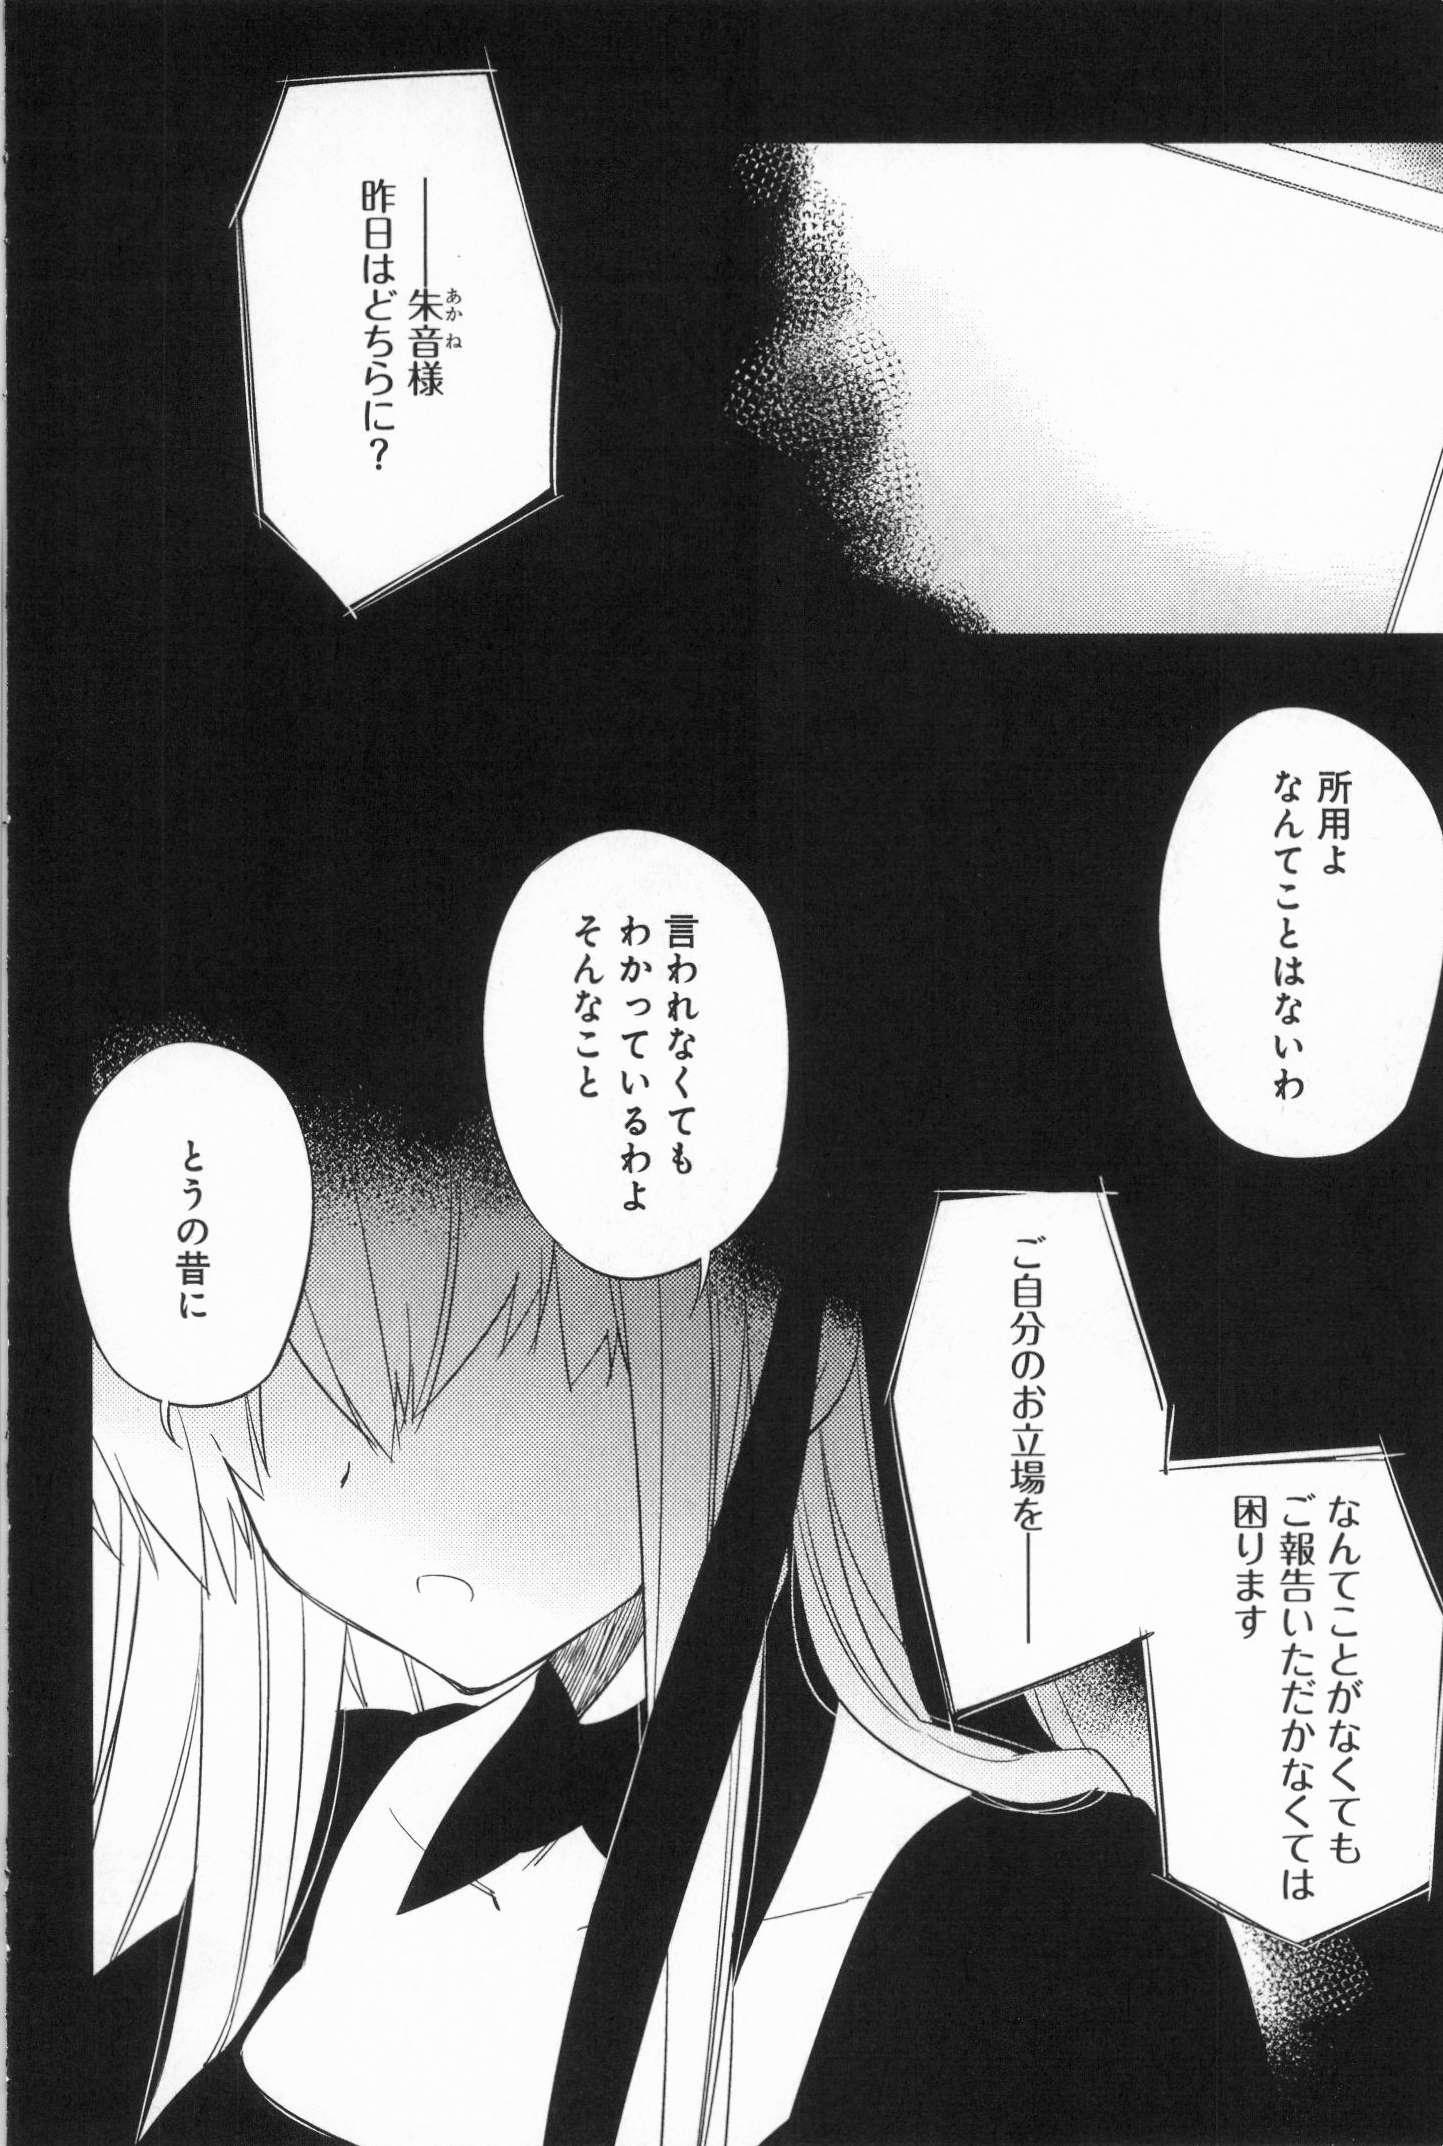 ――朱音様
あかね
昨日はどちらに？
所用よ
なんてことはないわ
なんてことがなくても
ご報告いただかなくては
困ります
ご自分のお立場を――
言われなくても
わかっているわよ
そんなこと
とうの昔に